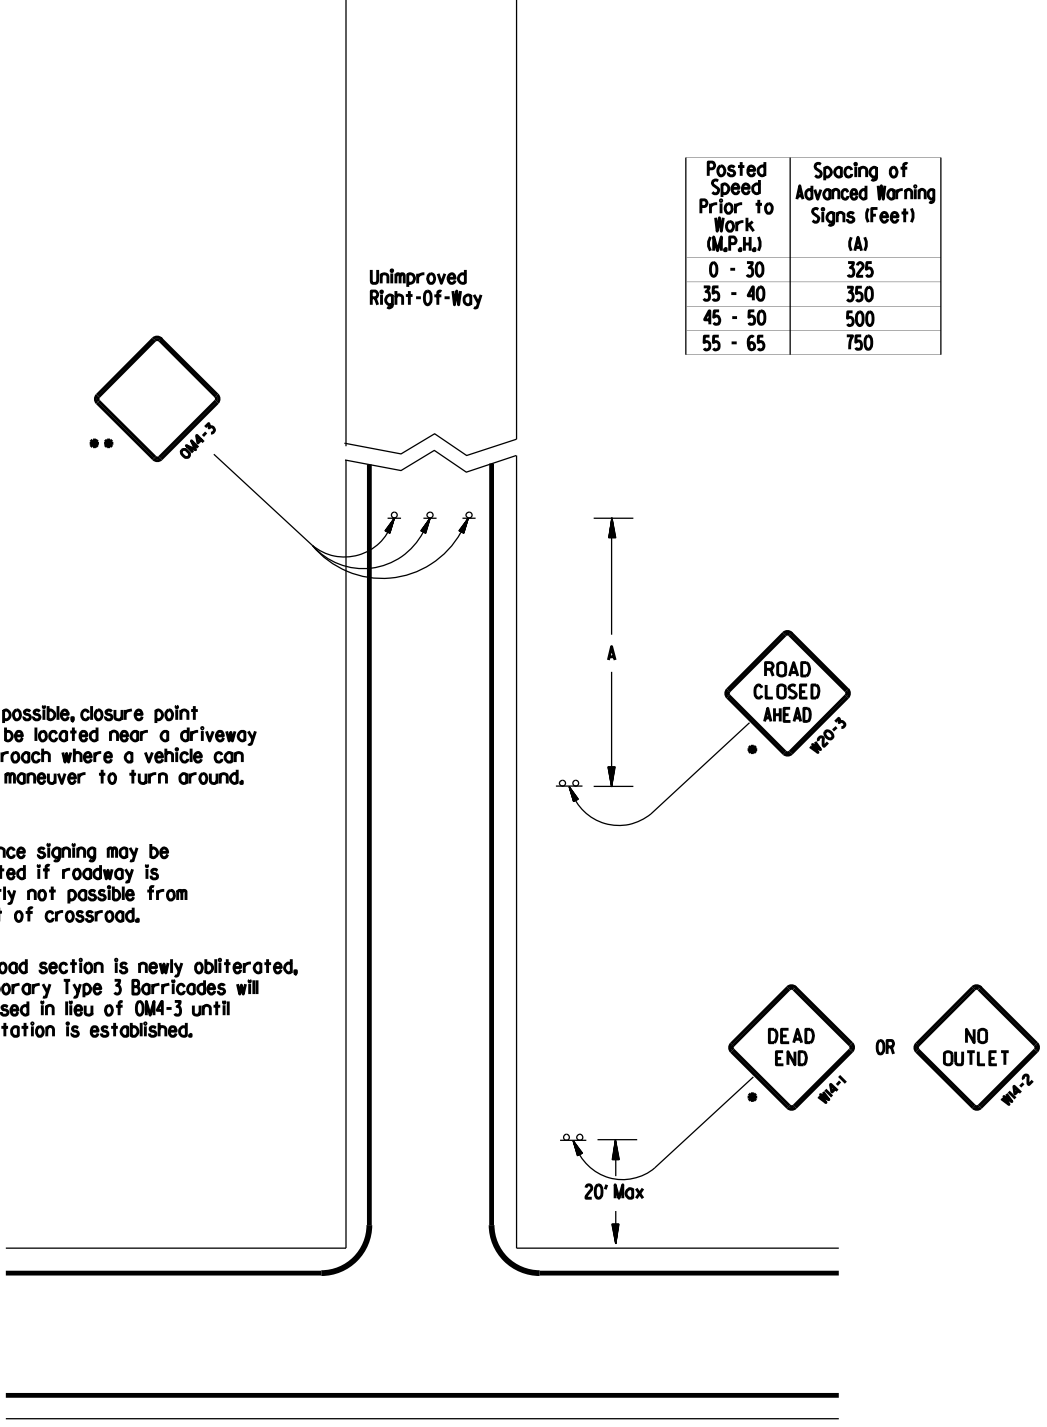 Posted
Speed
Prior to
Work
(M.P.H.)
Spacing of
Advanced Warning
Signs (Feet)
(A)
0 - 30 325
35 - 40 350
45 - 50 500
55 - 65 750
Unimproved
Right-Of-Way
OM4-3
**
A
ROAD
CLOSED
AHEAD
W20-3
*
possible, closure point
be located near a driveway
roach where a vehicle can
maneuver to turn around.
nce signing may be
ted if roadway is
ly not possible from
t of crossroad.
oad section is newly obliterated,
orary Type 3 Barricades will
sed in lieu of OM4-3 until
tation is established.
DEAD
END
W14-1
*
OR
NO
OUTLET
W14-2
20' Max